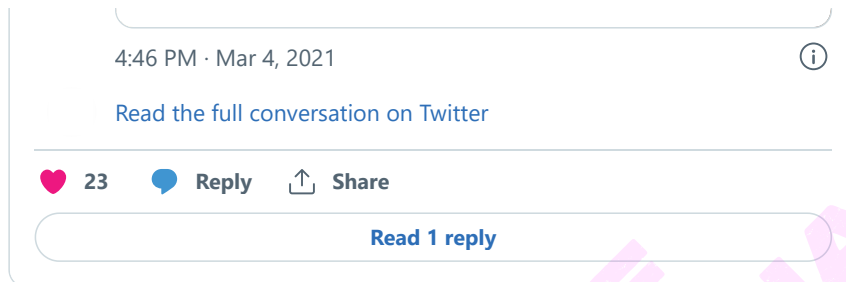 4:46 PM · Mar 4, 2021
Read the full conversation on Twitter
23 Reply Share
Read 1 reply